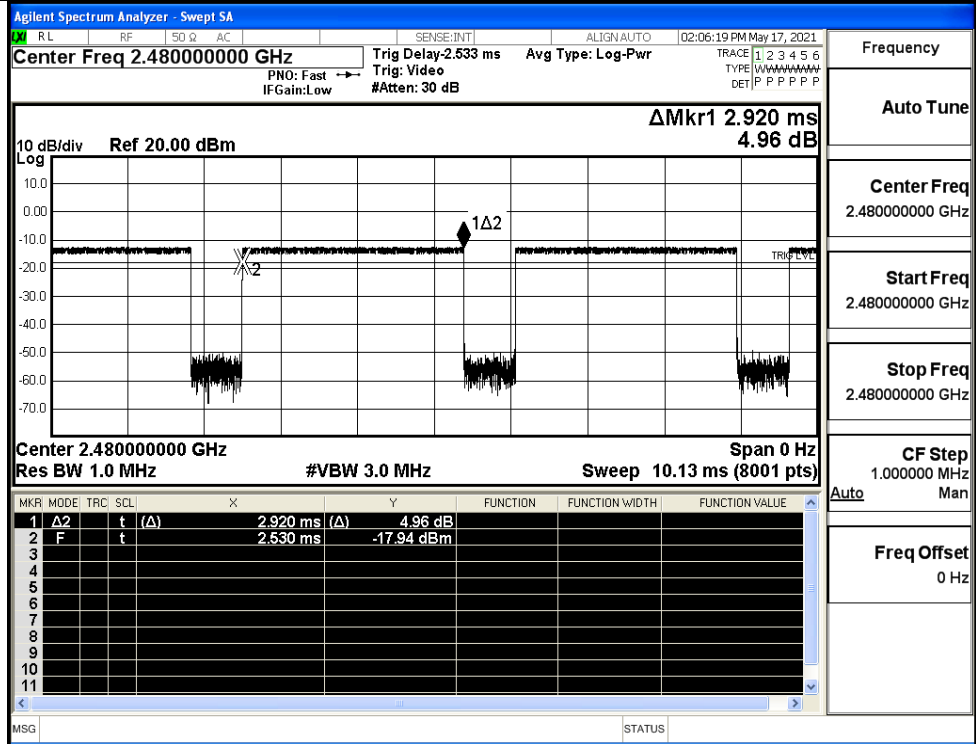 Agilent Spectrum Analyzer - Swept SA
LXI RL RF 50 Ω AC SENSE:INT ALIGNAUTO 02:06:19 PM May 17, 2021
Center Freq 2.480000000 GHz Trig Delay-2.533 ms Avg Type: Log-Pwr TRACE 1 2 3 4 5 6
PNO: Fast Trig: Video TYPE WWWWWW
IFGain:Low #Atten: 30 dB DET P P P P P P
ΔMkr1 2.920 ms
4.96 dB
10 dB/div Ref 20.00 dBm
Log
10.0
0.00
-10.0
-20.0
-30.0
-40.0
-50.0
-60.0
-70.0
1Δ2
2
TRIG LVL
Center 2.480000000 GHz Span 0 Hz
Res BW 1.0 MHz #VBW 3.0 MHz Sweep 10.13 ms (8001 pts)
MKR MODE TRC SCL X Y FUNCTION FUNCTION WIDTH FUNCTION VALUE
1 Δ2 t (Δ) 2.920 ms (Δ) 4.96 dB
2 F t 2.530 ms -17.94 dBm
3
4
5
6
7
8
9
10
11
MSG STATUS
Frequency
Auto Tune
Center Freq
2.480000000 GHz
Start Freq
2.480000000 GHz
Stop Freq
2.480000000 GHz
CF Step
1.000000 MHz
Auto Man
Freq Offset
0 Hz